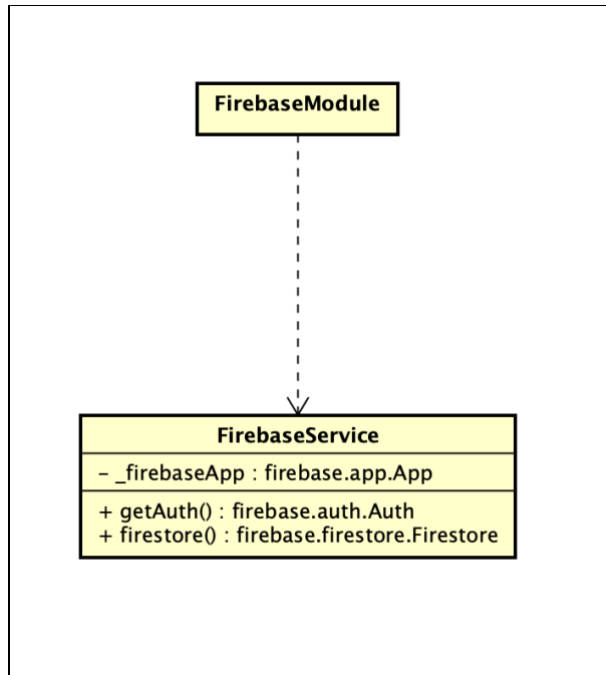 FirebaseModule
FirebaseService
- _firebaseApp : firebase.app.App
+ getAuth() : firebase.auth.Auth
+ firestore() : firebase.firestore.Firestore